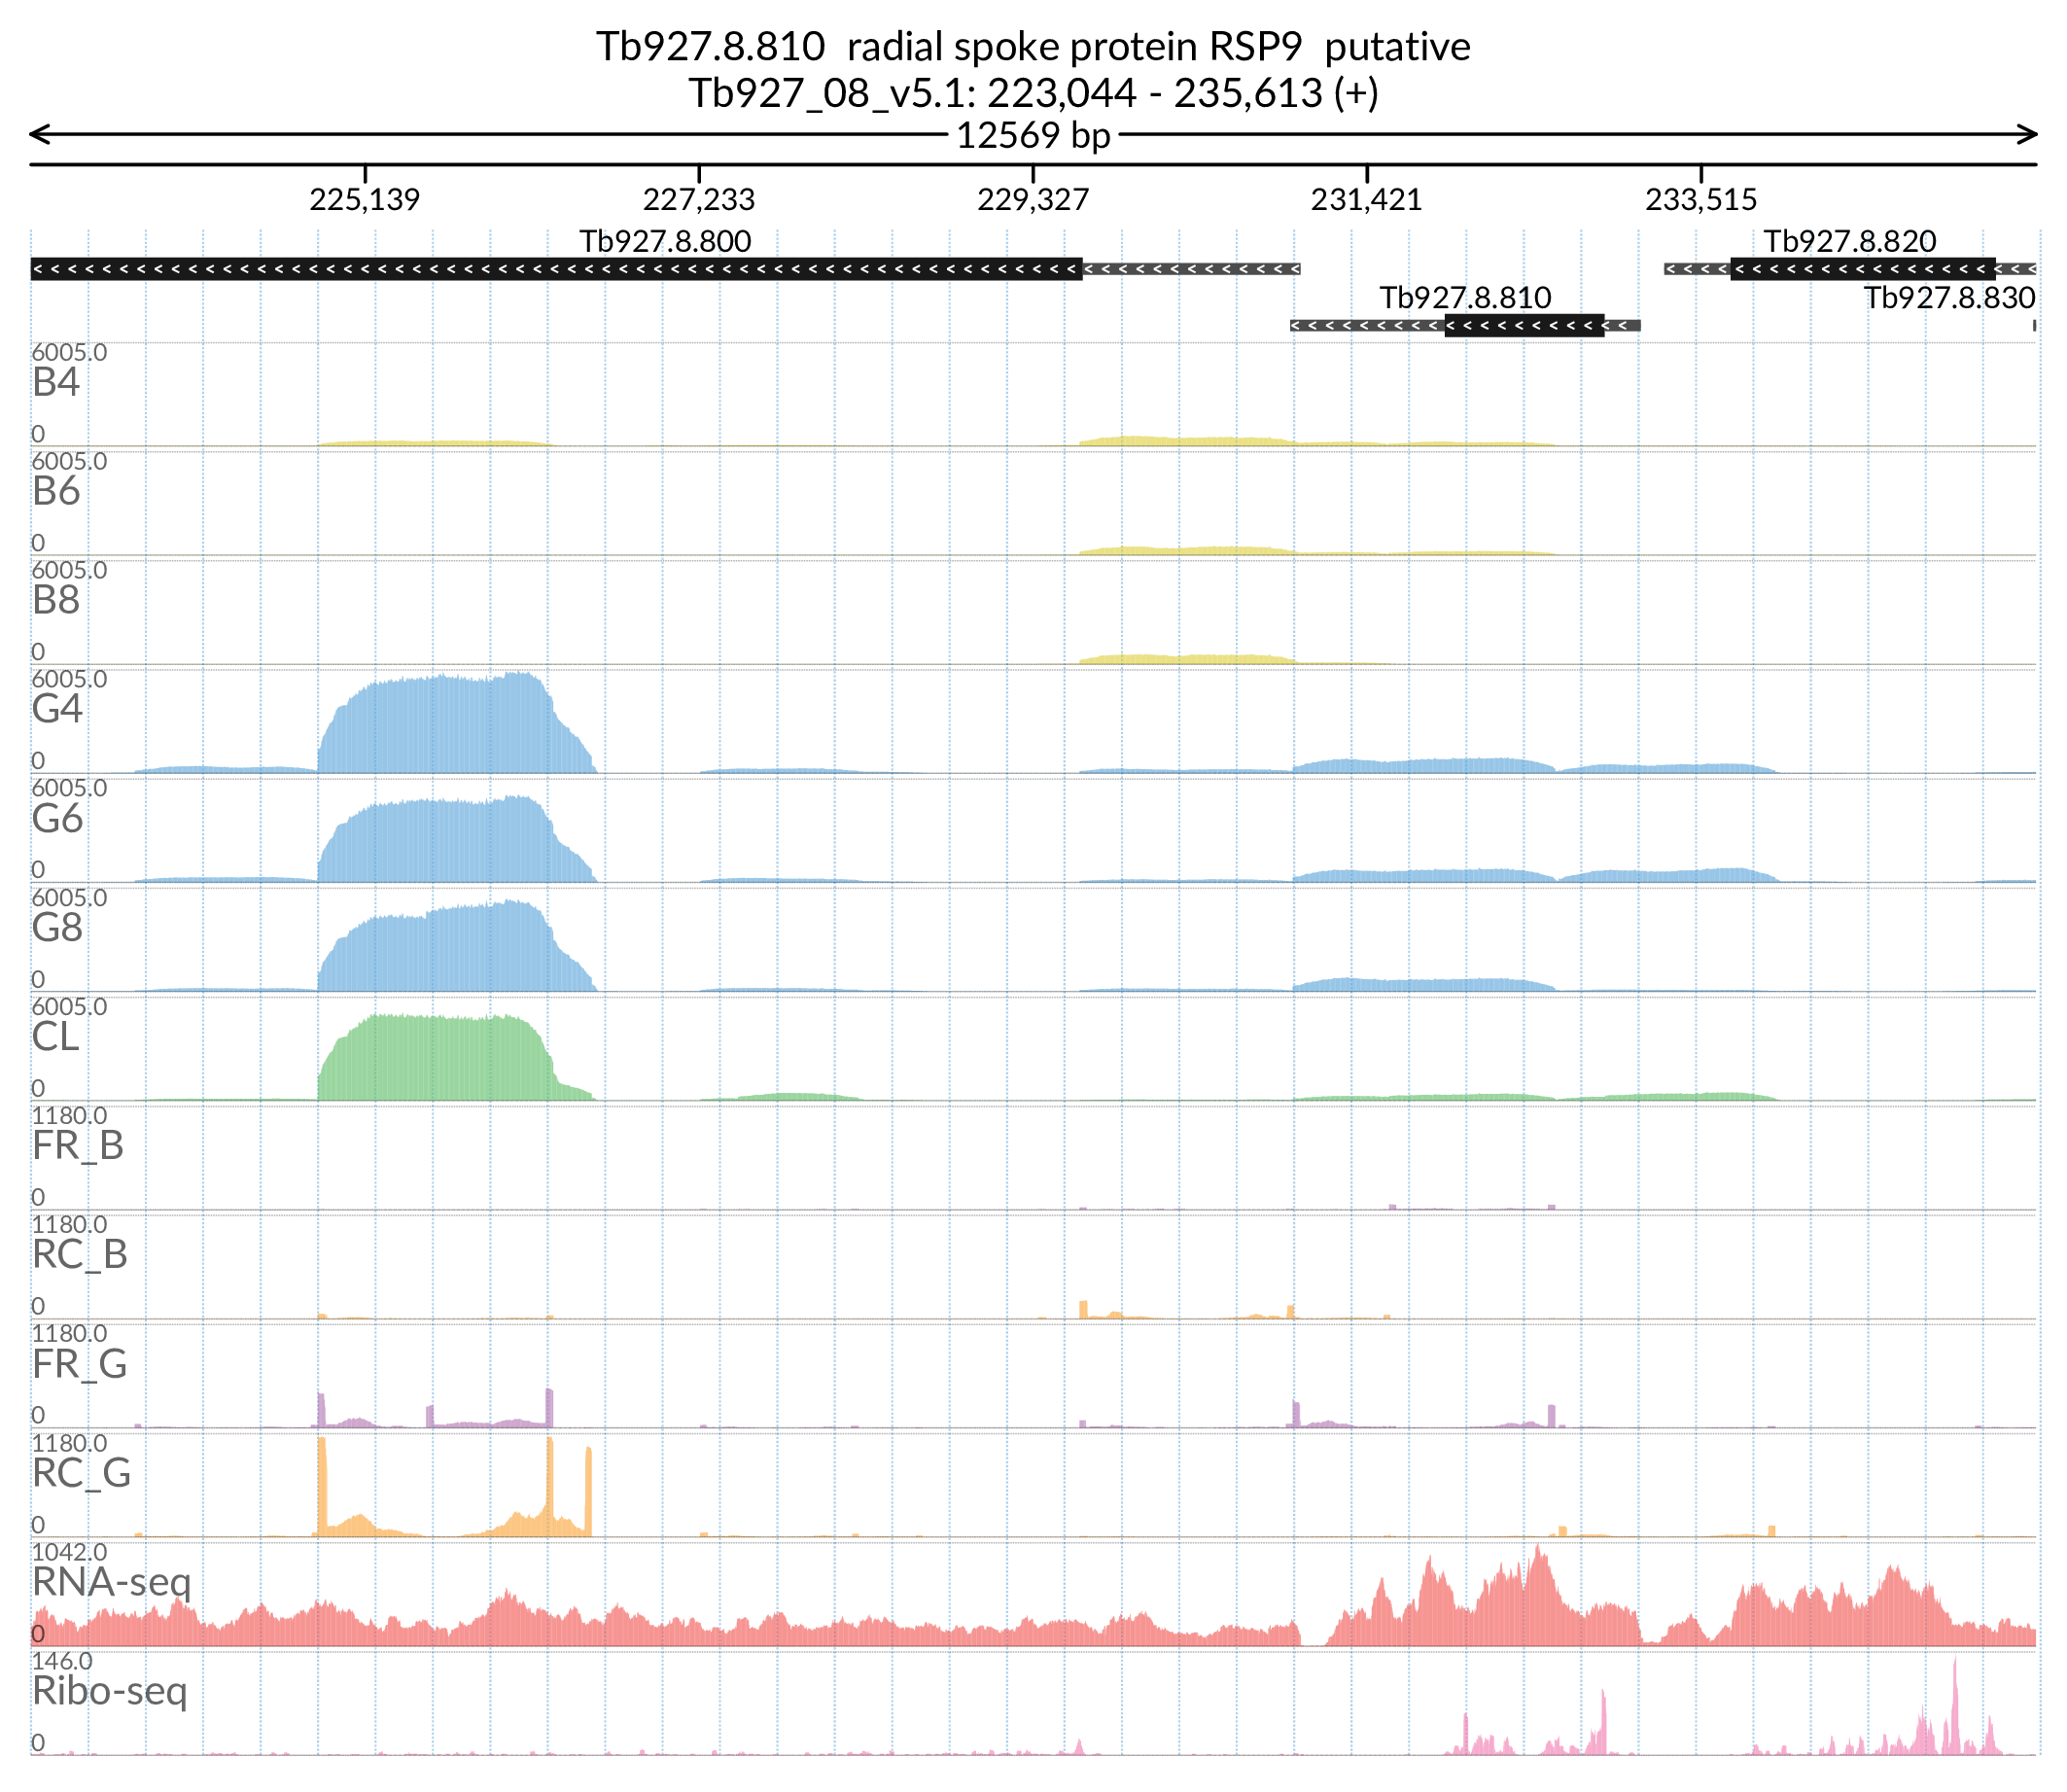 Tb927.8.810 radial spoke protein RSP9 putative
Tb927_08_v5.1: 223,044 - 235,613 (+)
12569 bp
225,139 227,233 229,327 231,421 233,515
Tb927.8.800 Tb927.8.820
Tb927.8.810 Tb927.8.830
6005.0
B4
0
6005.0
B6
0
6005.0
B8
0
6005.0
G4
0
6005.0
G6
0
6005.0
G8
0
6005.0
CL
0
1180.0
FR_B
0
1180.0
RC_B
0
1180.0
FR_G
0
1180.0
RC_G
0
1042.0
RNA-seq
0
146.0
Ribo-seq
0